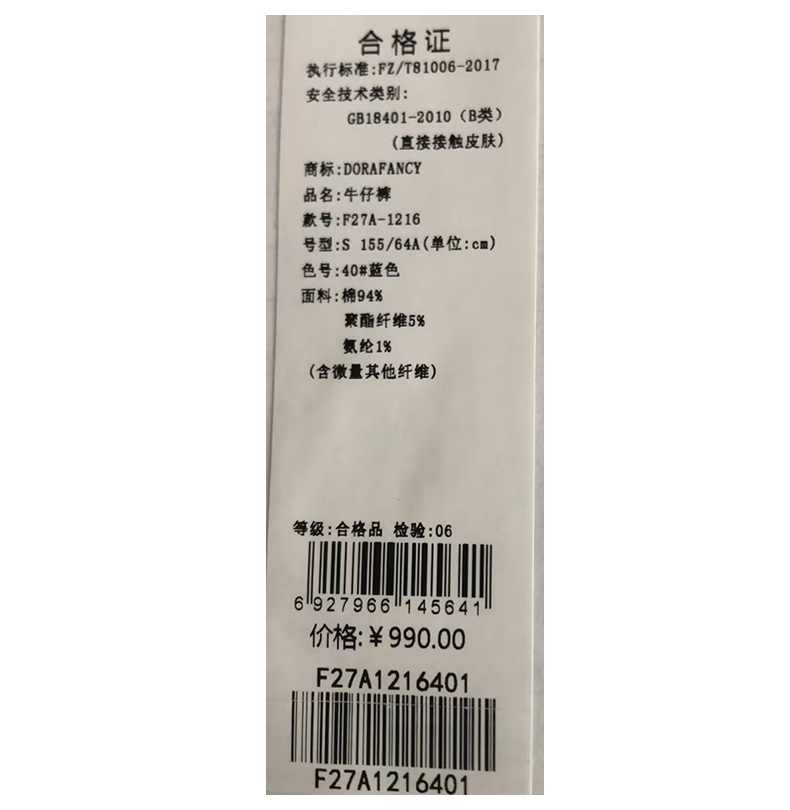 合格证
执行标准:FZ/T81006-2017
安全技术类别:
GB18401-2010（B类）
(直接接触皮肤)
商标:DORAFANCY
品名:牛仔裤
款号:F27A-1216
号型:S 155/64A(单位:cm)
色号:40#蓝色
面料:棉94%
聚酯纤维5%
氨纶1%
(含微量其他纤维)
等级:合格品 检验:06
6 927966 145641
价格:￥990.00
F27A1216401
F27A1216401